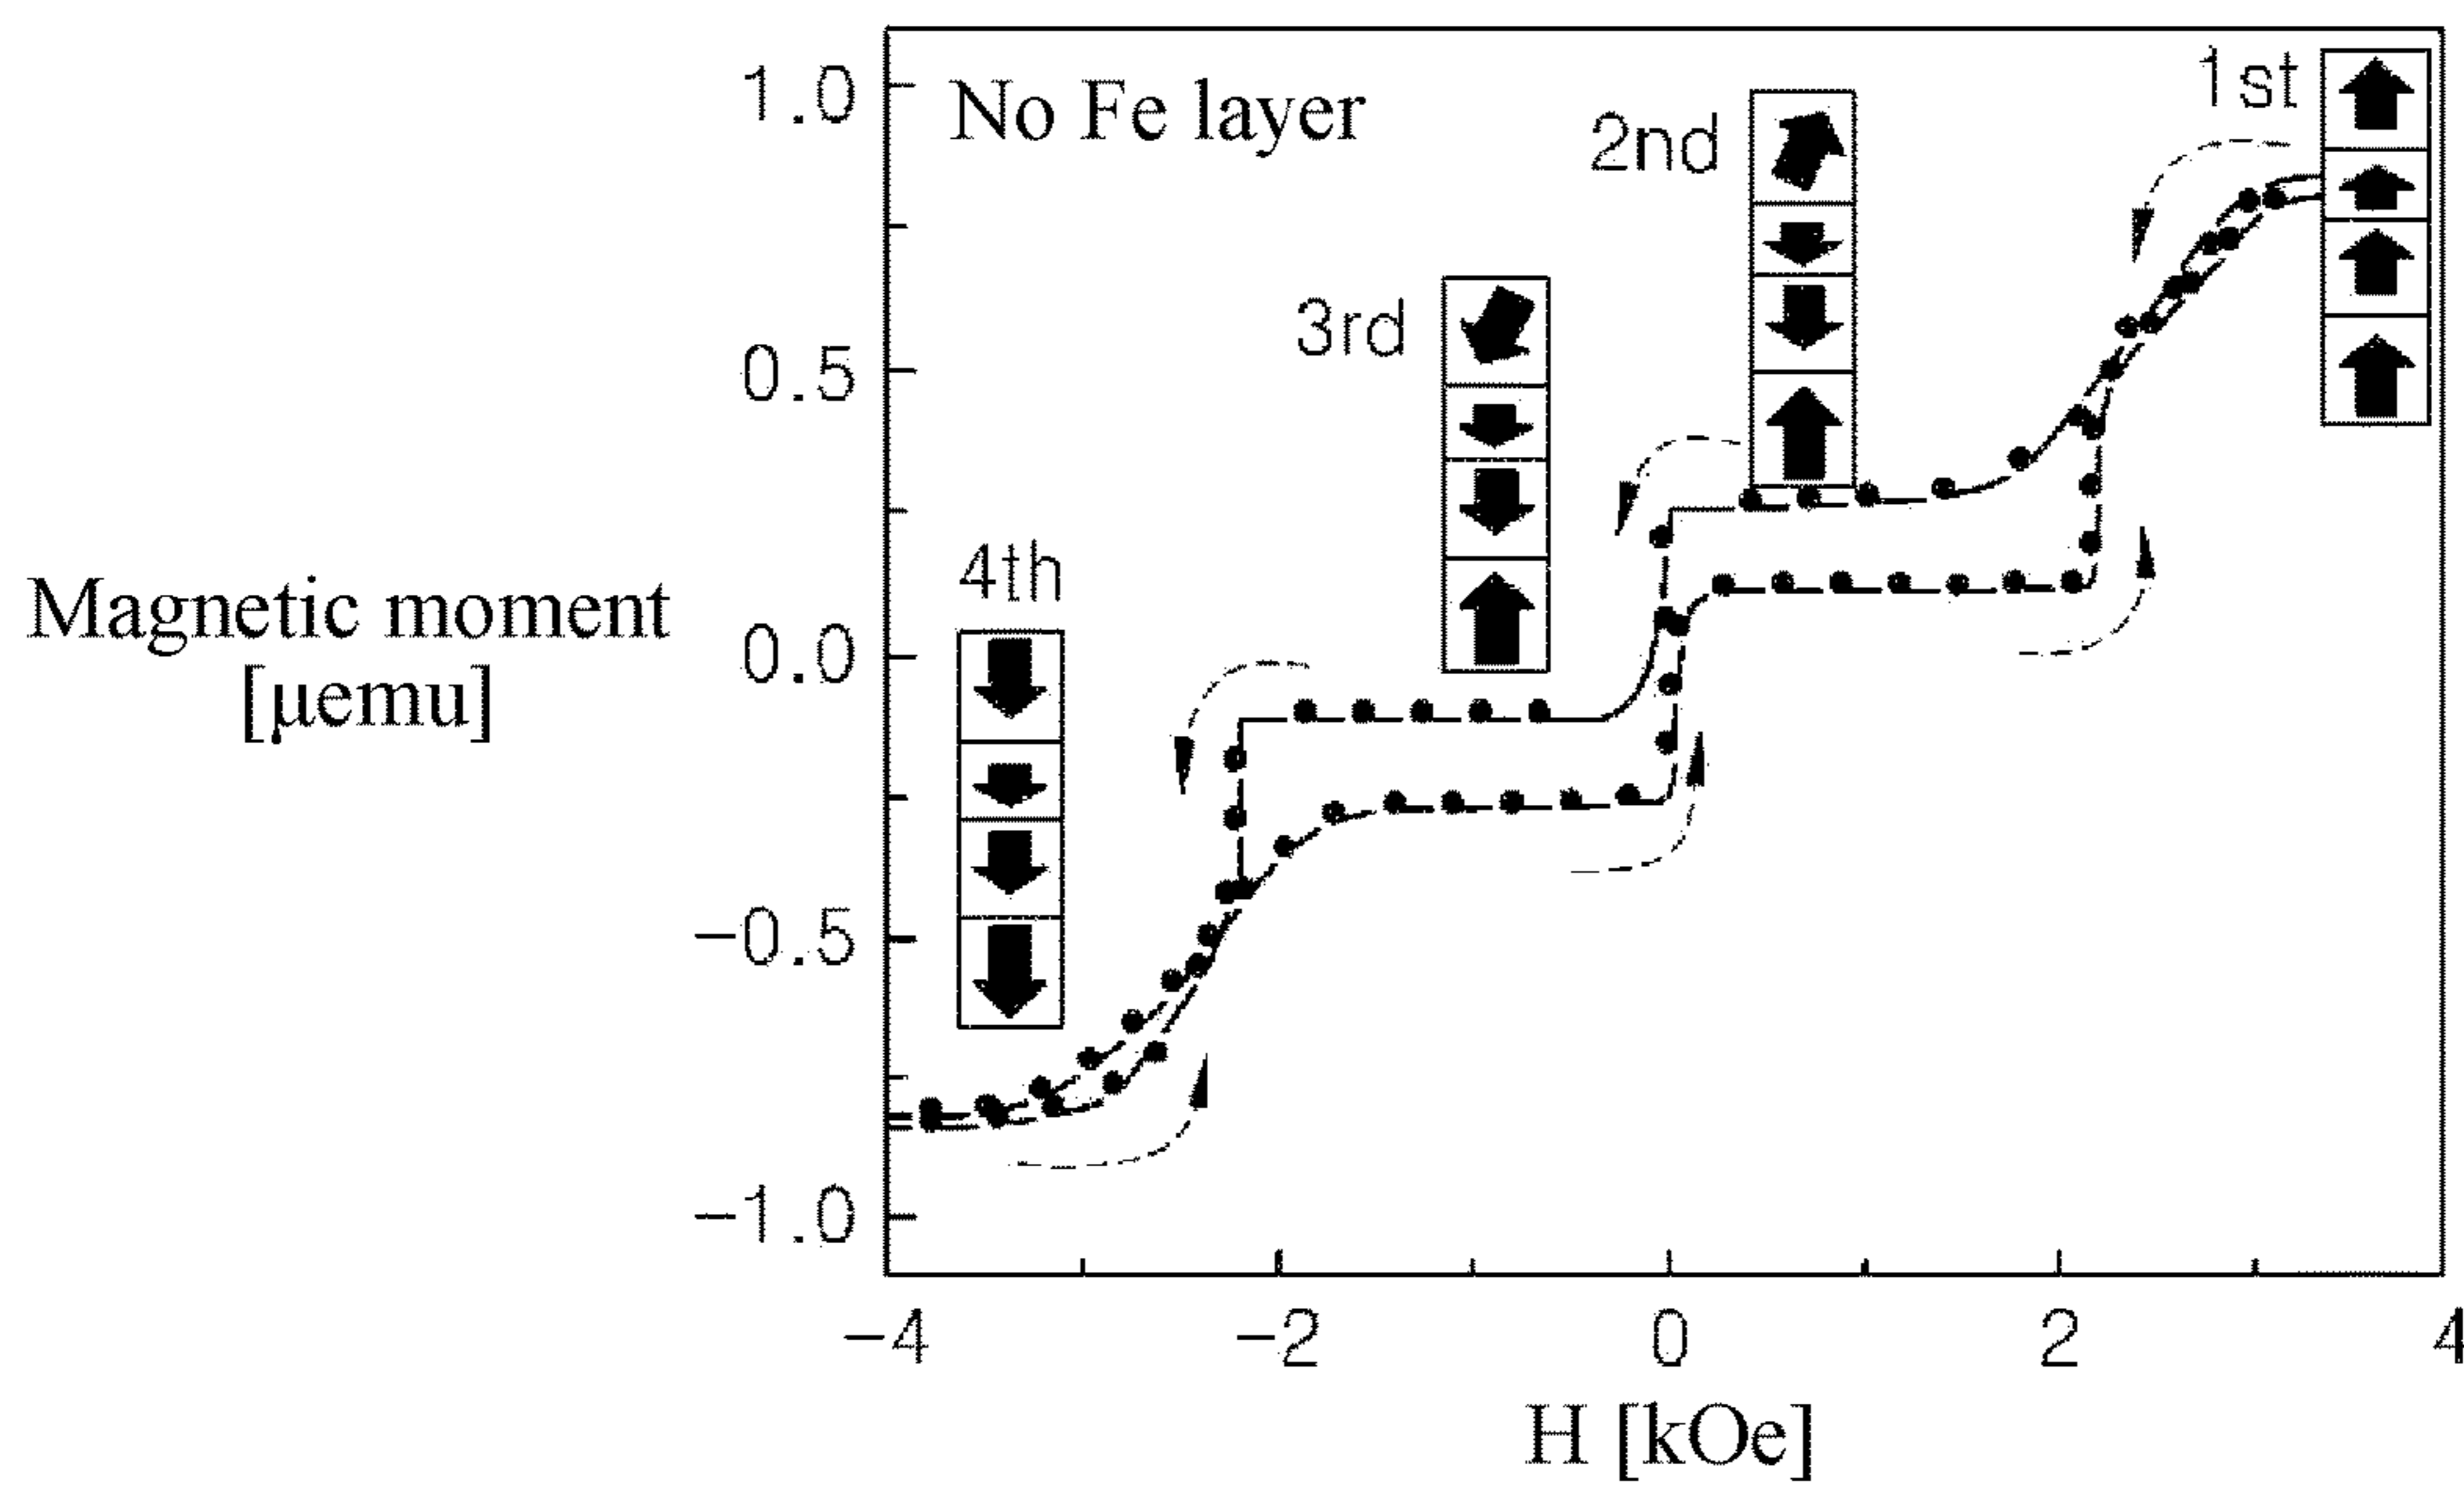 No Fe layer
1st
2nd
3rd
4th
1.0
0.5
0.0
−0.5
−1.0
Magnetic moment
[μemu]
−4
−2
0
2
4
H [kOe]